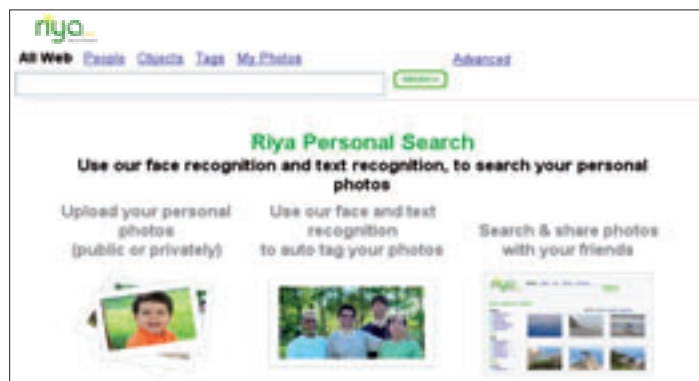 riya
All Web People Objects Tags My Photos Advanced
Riya Personal Search
Use our face recognition and text recognition, to search your personal
photos
Upload your personal
photos
(public or privately)
Use our face and text
recognition
to auto tag your photos
Search & share photos
with your friends